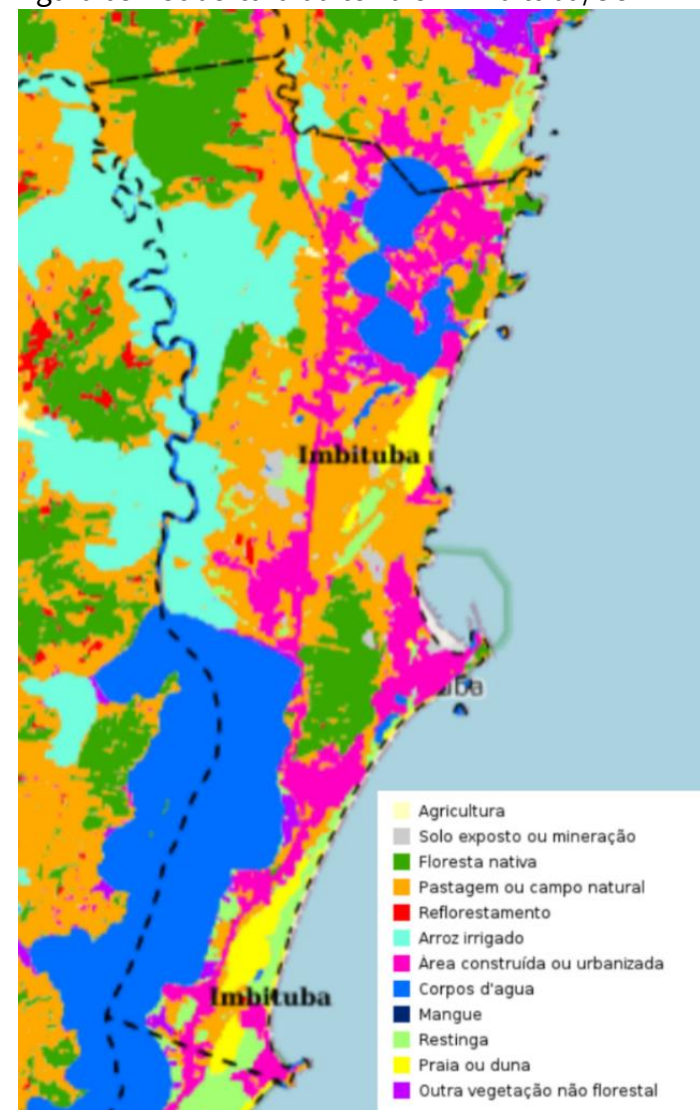 Imbituba
Imbituba
Agricultura
Solo exposto ou mineração
Floresta nativa
Pastagem ou campo natural
Reflorestamento
Arroz irrigado
Área construída ou urbanizada
Corpos d'agua
Mangue
Restinga
Praia ou duna
Outra vegetação não florestal